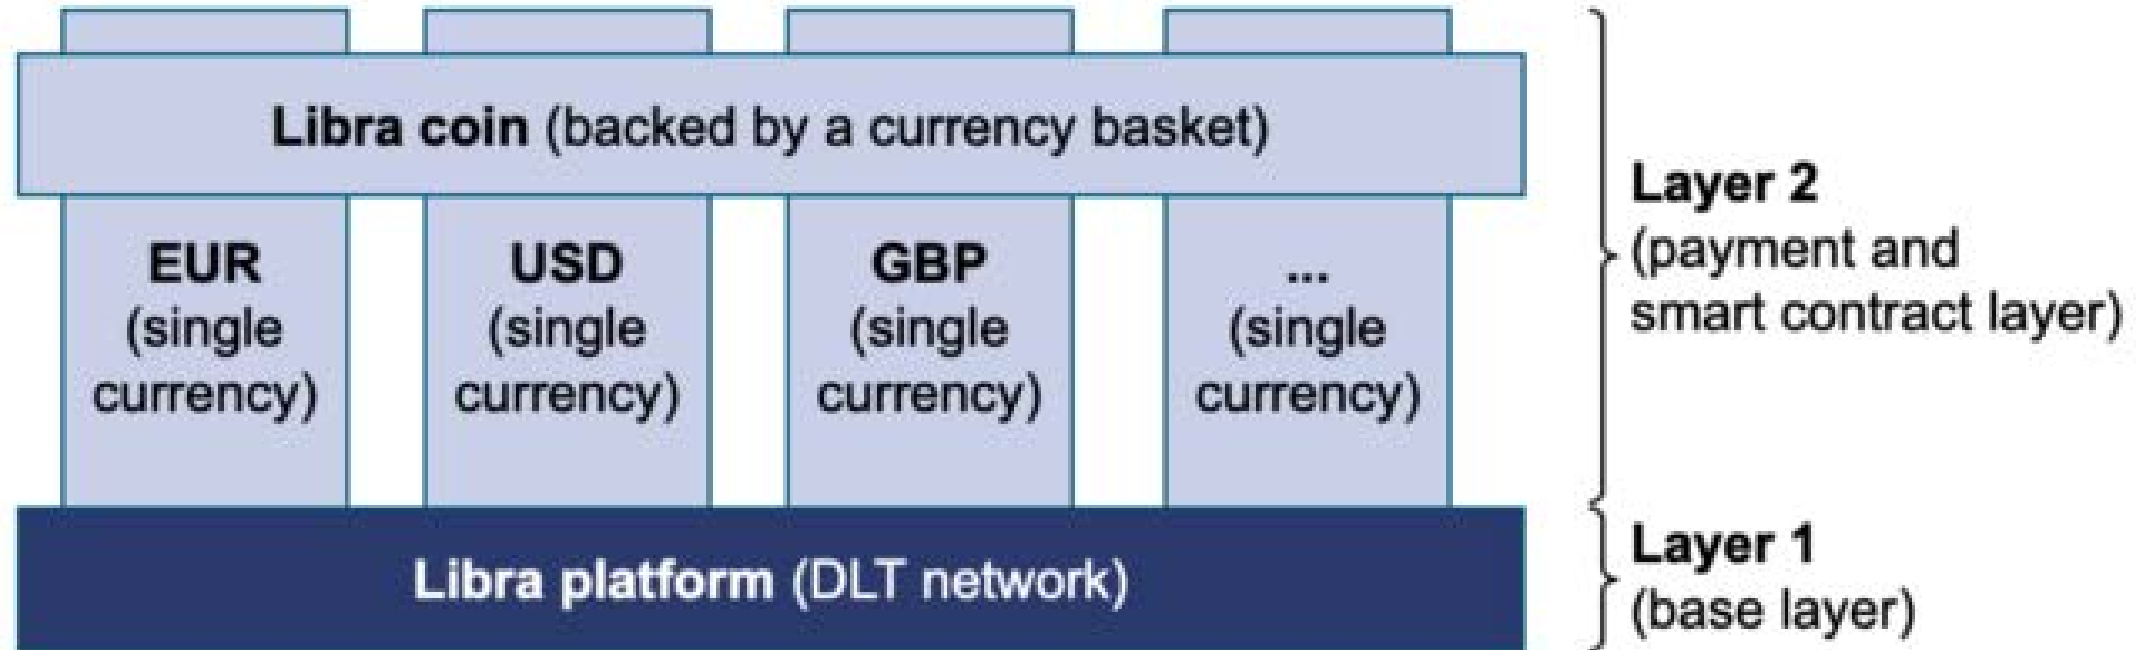 Libra coin (backed by a currency basket)
EUR
(single
currency)
USD
(single
currency)
GBP
(single
currency)
...
(single
currency)
Libra platform (DLT network)
Layer 2
(payment and
smart contract layer)
Layer 1
(base layer)